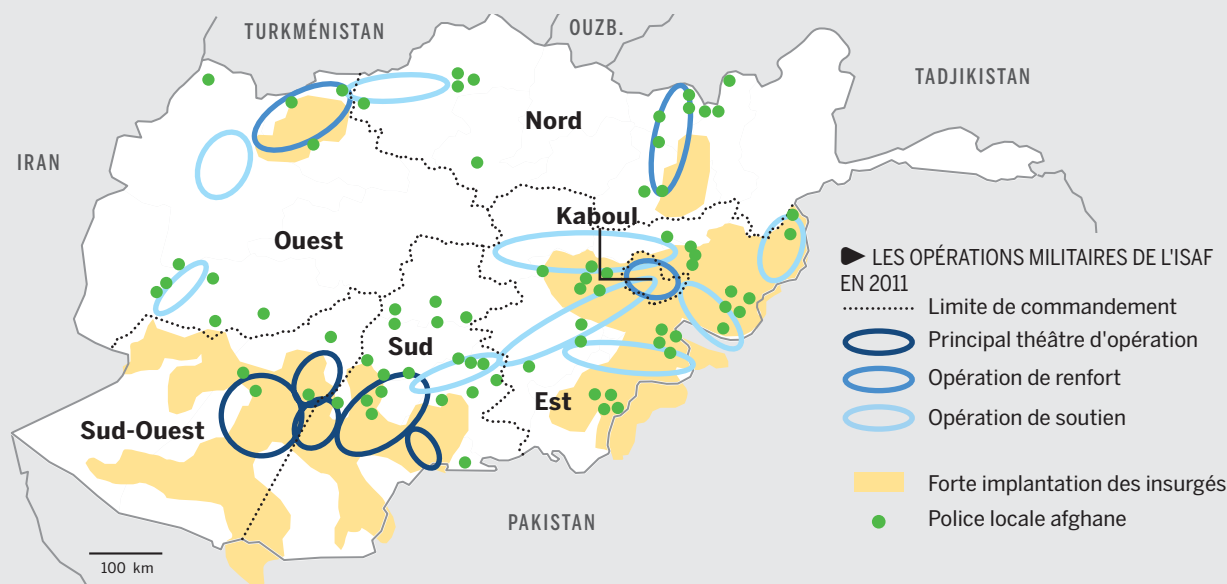 TURKMÉNISTAN
OUZB.
TADJIKISTAN
IRAN
Nord
Kaboul
Ouest
Sud
Est
Sud-Ouest
PAKISTAN
100 km
LES OPÉRATIONS MILITAIRES DE L'ISAF
EN 2011
Limite de commandement
Principal théâtre d'opération
Opération de renfort
Opération de soutien
Forte implantation des insurgés
Police locale afghane